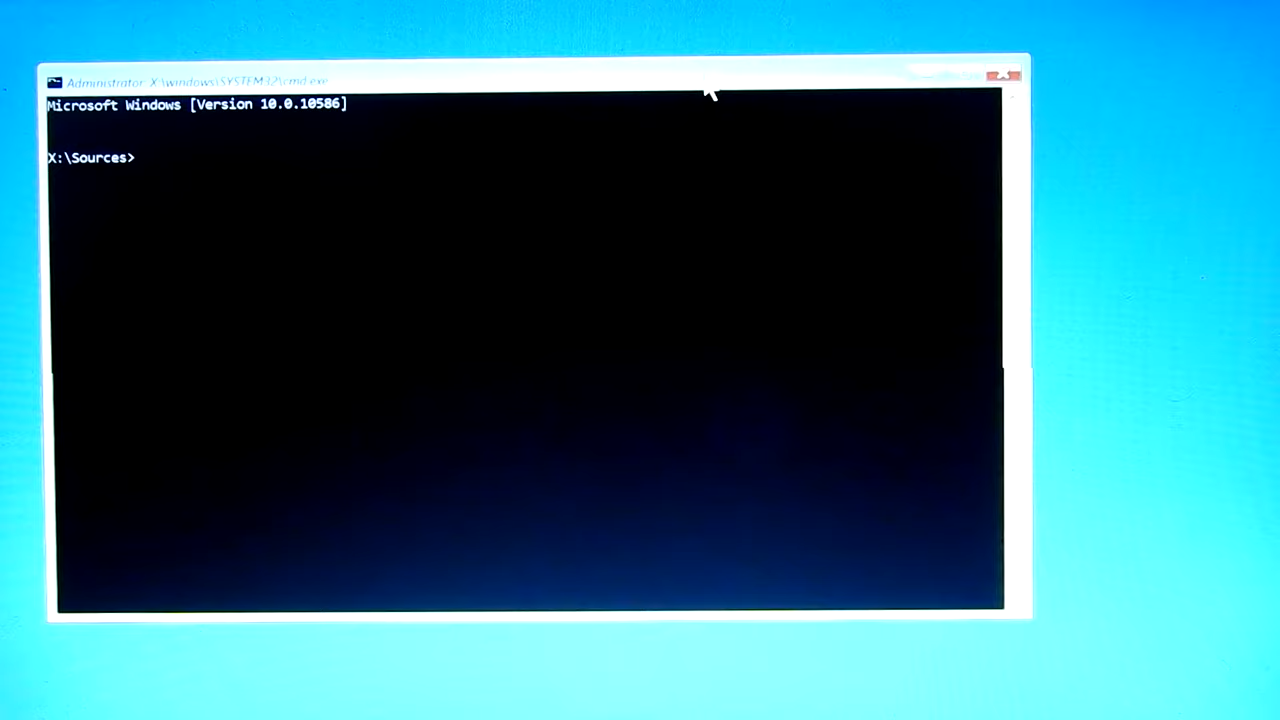 Administrator: X:\windows\SYSTEM32\cmd.exe
Microsoft Windows [Version 10.0.10586]
X:\Sources>